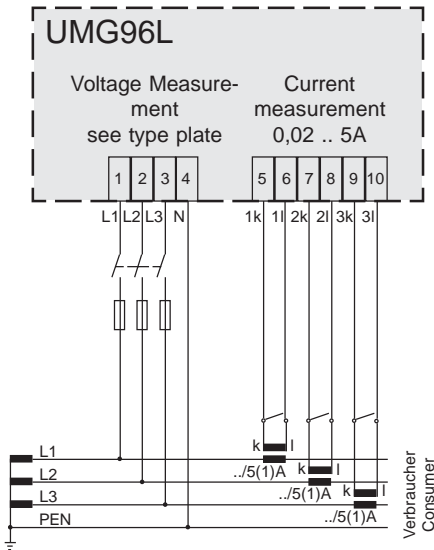 UMG96L
Voltage Measure-
ment
see type plate
Current
measurement
0,02 .. 5A
1 2 3 4
5 6 7 8 9 10
L1 L2 L3 N
1k 1l 2k 2l 3k 3l
L1
k l
../5(1)A
L2
k l
../5(1)A
L3
k l
../5(1)A
PEN
Verbraucher
Consumer